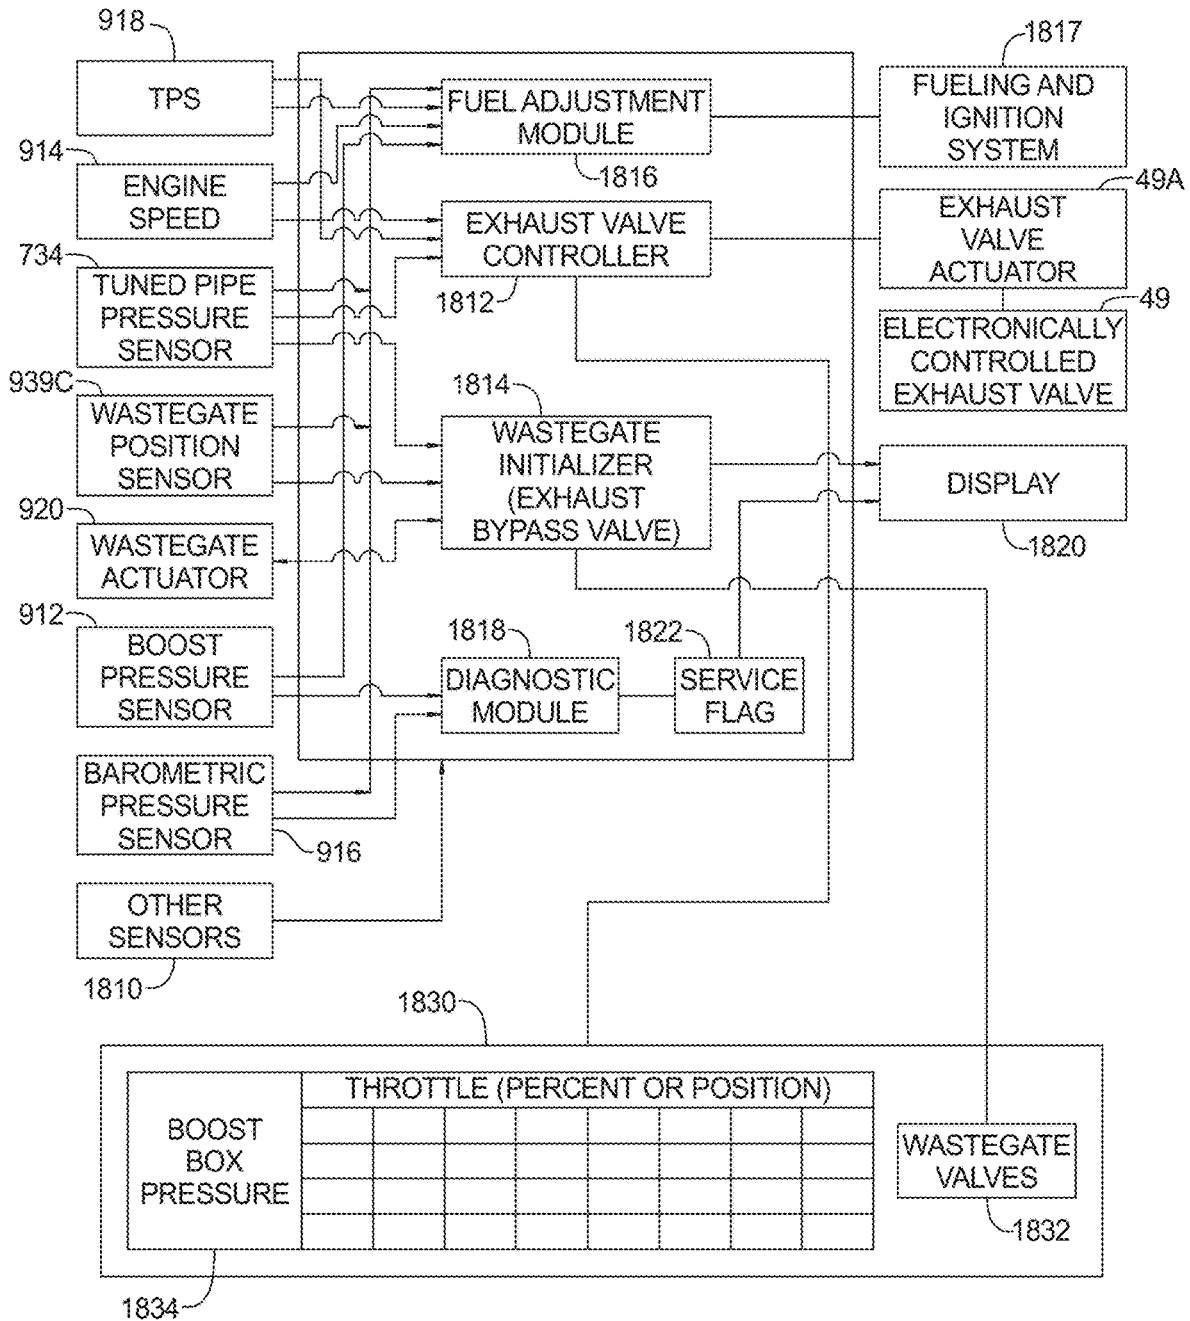 918
TPS
914
ENGINE
SPEED
734
TUNED PIPE
PRESSURE
SENSOR
939C
WASTEGATE
POSITION
SENSOR
920
WASTEGATE
ACTUATOR
912
BOOST
PRESSURE
SENSOR
BAROMETRIC
PRESSURE
SENSOR
916
OTHER
SENSORS
1810
FUEL ADJUSTMENT
MODULE
1816
EXHAUST VALVE
CONTROLLER
1812
1814
WASTEGATE
INITIALIZER
(EXHAUST
BYPASS VALVE)
1818
DIAGNOSTIC
MODULE
1822
SERVICE
FLAG
1817
FUELING AND
IGNITION
SYSTEM
49A
EXHAUST
VALVE
ACTUATOR
49
ELECTRONICALLY
CONTROLLED
EXHAUST VALVE
DISPLAY
1820
1830
THROTTLE (PERCENT OR POSITION)
BOOST
BOX
PRESSURE
1834
WASTEGATE
VALVES
1832